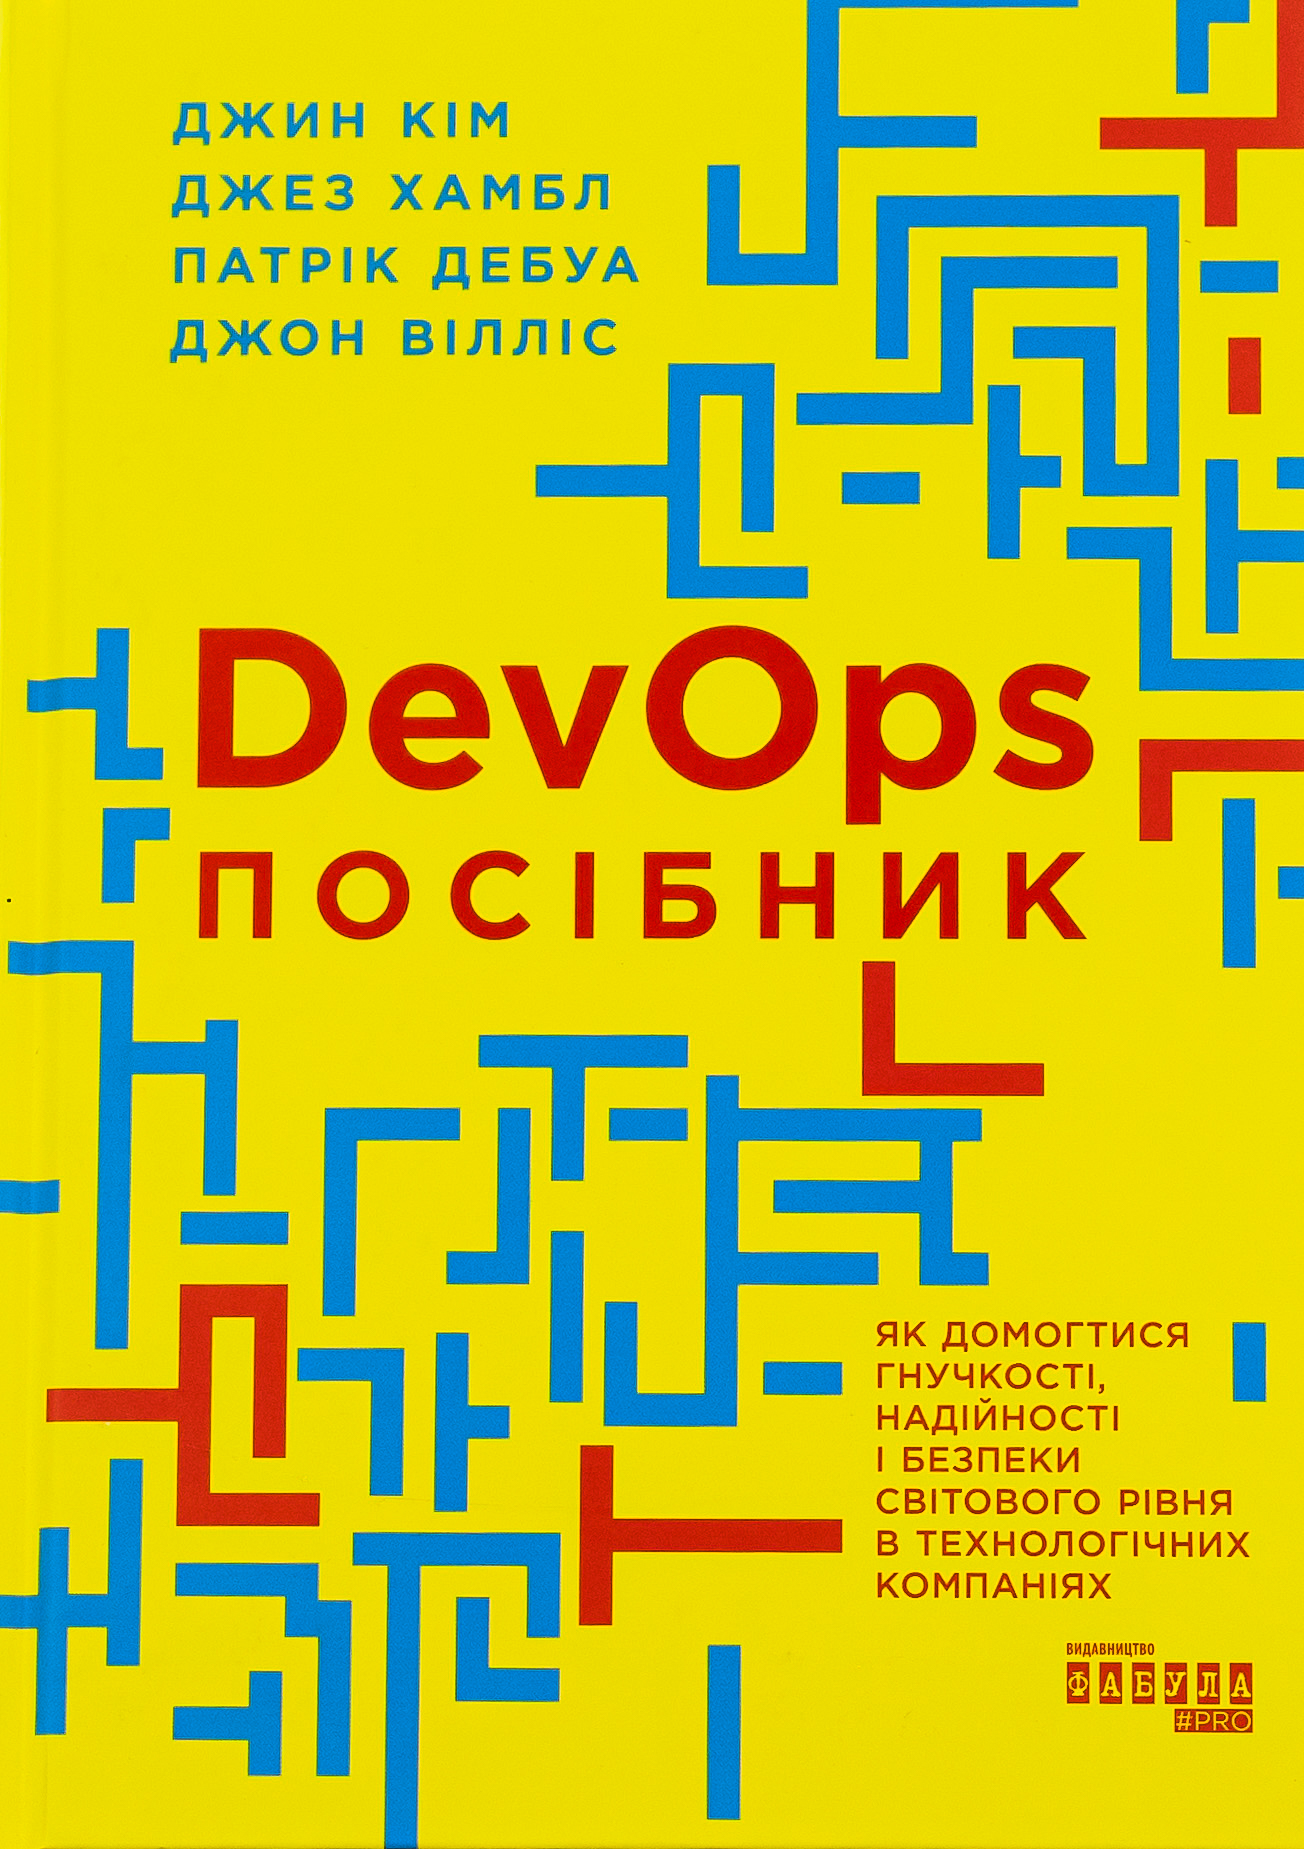 ДЖИН КІМ
ДЖЕЗ ХАМБЛ
ПАТРІК ДЕБУА
ДЖОН ВІЛЛІС
DevOps
ПОСІБНИК
ЯК ДОМОГТИСЯ
ГНУЧКОСТІ,
НАДІЙНОСТІ
І БЕЗПЕКИ
СВІТОВОГО РІВНЯ
В ТЕХНОЛОГІЧНИХ
КОМПАНІЯХ
ВИДАВНИЦТВО
ФАБУЛА
#PRO